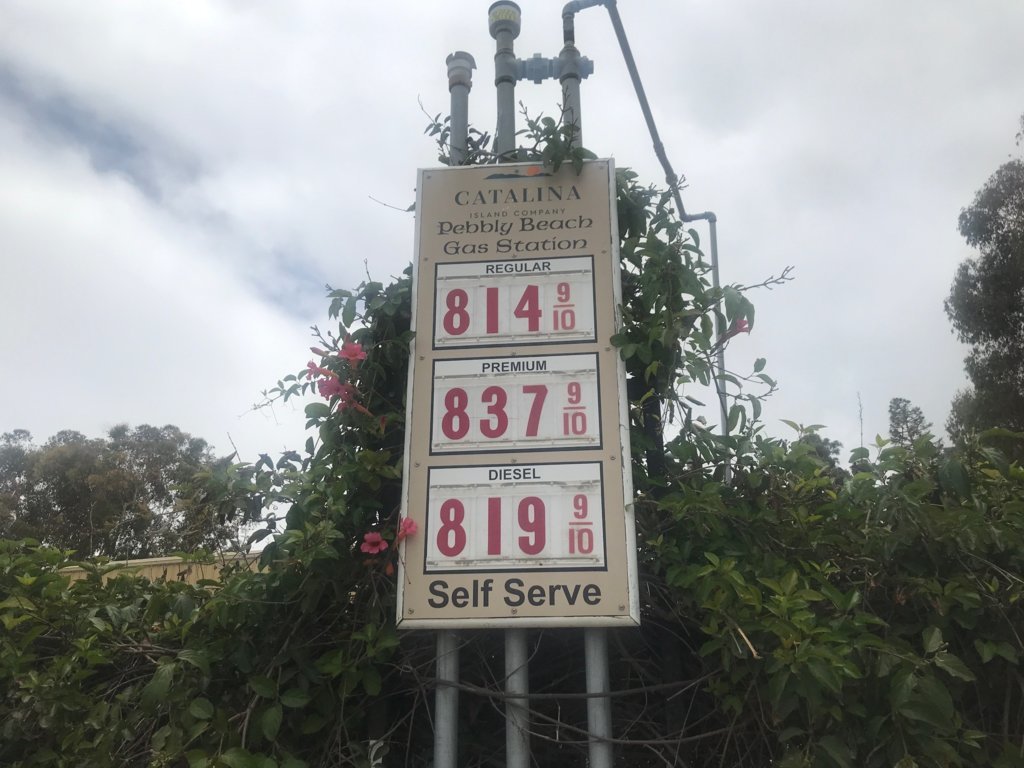 CATALINA
ISLAND COMPANY
Pebbly Beach
Gas Station
REGULAR
814 9/10
PREMIUM
837 9/10
DIESEL
819 9/10
Self Serve